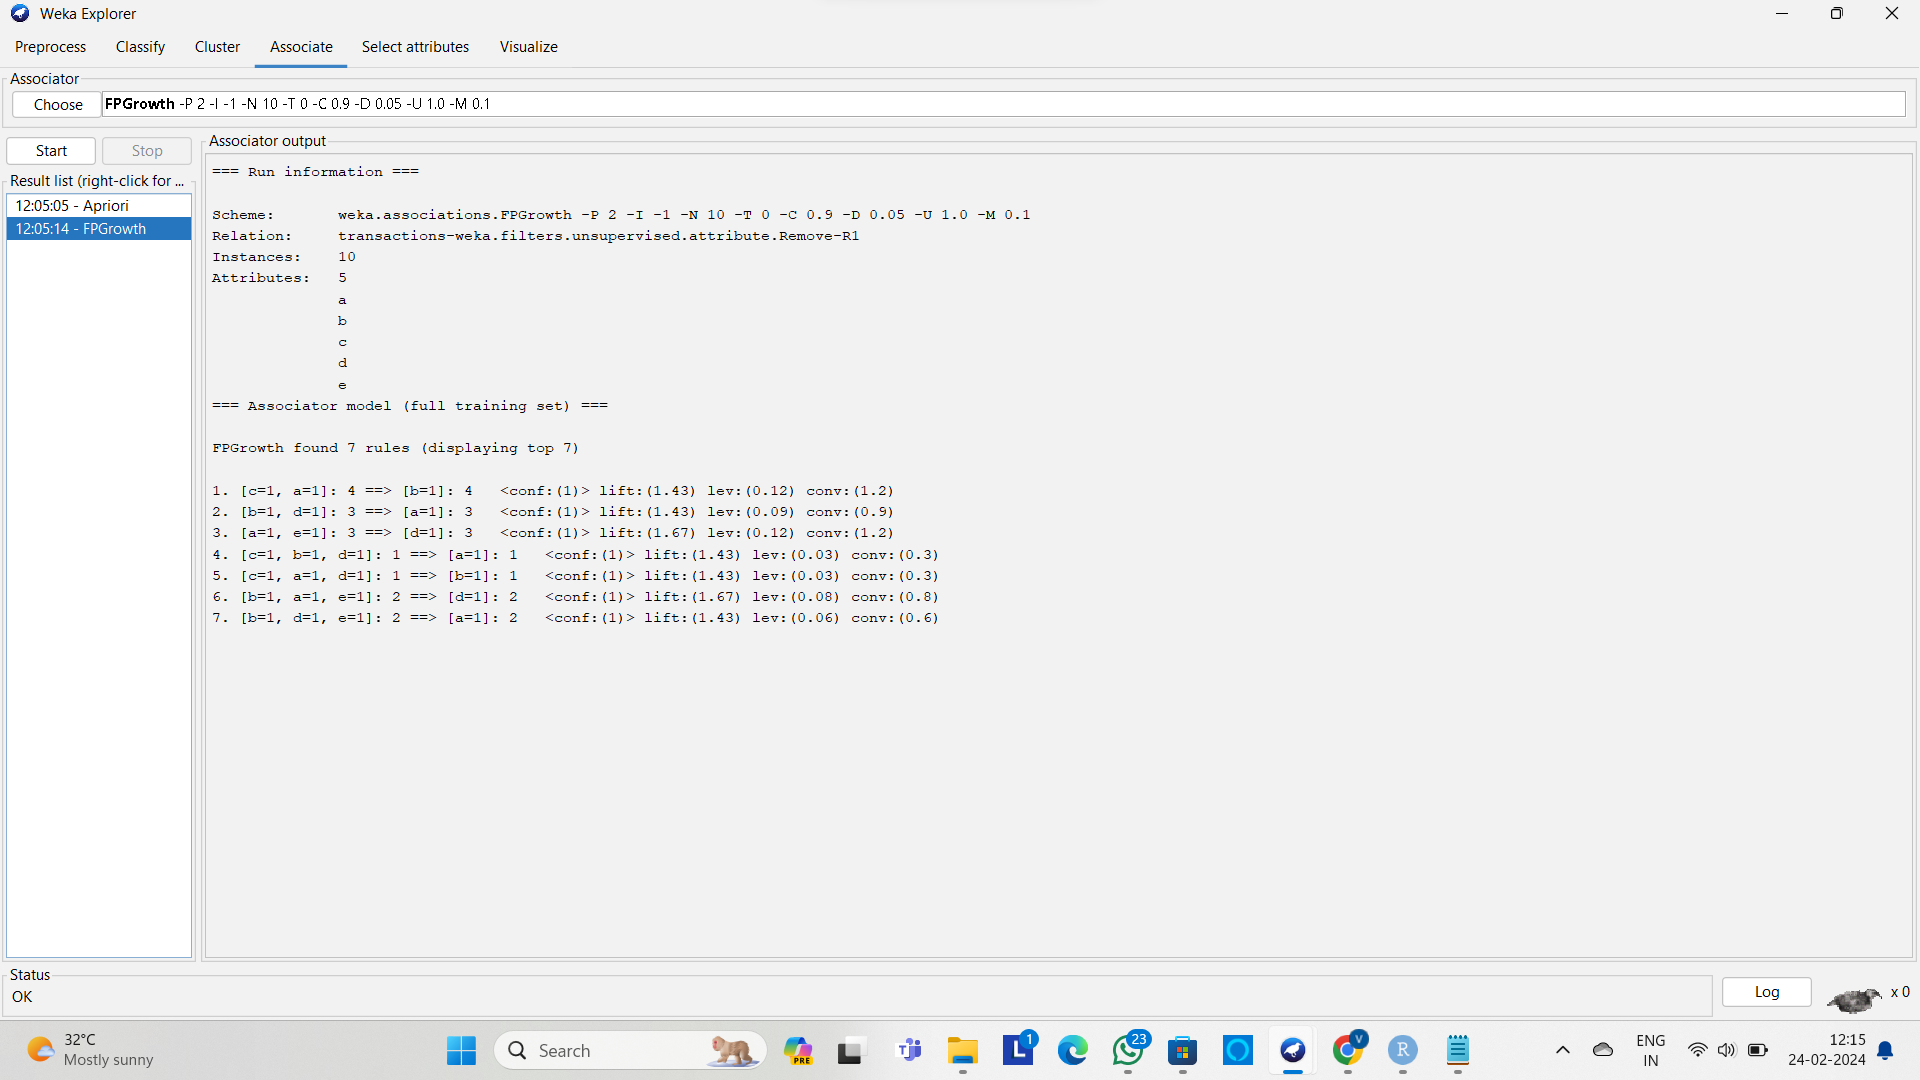 Weka Explorer
Preprocess Classify Cluster Associate Select attributes Visualize
Associator
Choose FPGrowth -P 2 -I -1 -N 10 -T 0 -C 0.9 -D 0.05 -U 1.0 -M 0.1
Start Stop
Result list (right-click for ...
12:05:05 - Apriori
12:05:14 - FPGrowth
Associator output
=== Run information ===
Scheme: weka.associations.FPGrowth -P 2 -I -1 -N 10 -T 0 -C 0.9 -D 0.05 -U 1.0 -M 0.1
Relation: transactions-weka.filters.unsupervised.attribute.Remove-R1
Instances: 10
Attributes: 5
a
b
c
d
e
=== Associator model (full training set) ===
FPGrowth found 7 rules (displaying top 7)
1. [c=1, a=1]: 4 ==> [b=1]: 4 <conf:(1)> lift:(1.43) lev:(0.12) conv:(1.2)
2. [b=1, d=1]: 3 ==> [a=1]: 3 <conf:(1)> lift:(1.43) lev:(0.09) conv:(0.9)
3. [a=1, e=1]: 3 ==> [d=1]: 3 <conf:(1)> lift:(1.67) lev:(0.12) conv:(1.2)
4. [c=1, b=1, d=1]: 1 ==> [a=1]: 1 <conf:(1)> lift:(1.43) lev:(0.03) conv:(0.3)
5. [c=1, a=1, d=1]: 1 ==> [b=1]: 1 <conf:(1)> lift:(1.43) lev:(0.03) conv:(0.3)
6. [b=1, a=1, e=1]: 2 ==> [d=1]: 2 <conf:(1)> lift:(1.67) lev:(0.08) conv:(0.8)
7. [b=1, d=1, e=1]: 2 ==> [a=1]: 2 <conf:(1)> lift:(1.43) lev:(0.06) conv:(0.6)
Status
OK
Log
x 0
32°C
Mostly sunny
Search
PRE
L
1
23
V
R
ENG
IN
12:15
24-02-2024